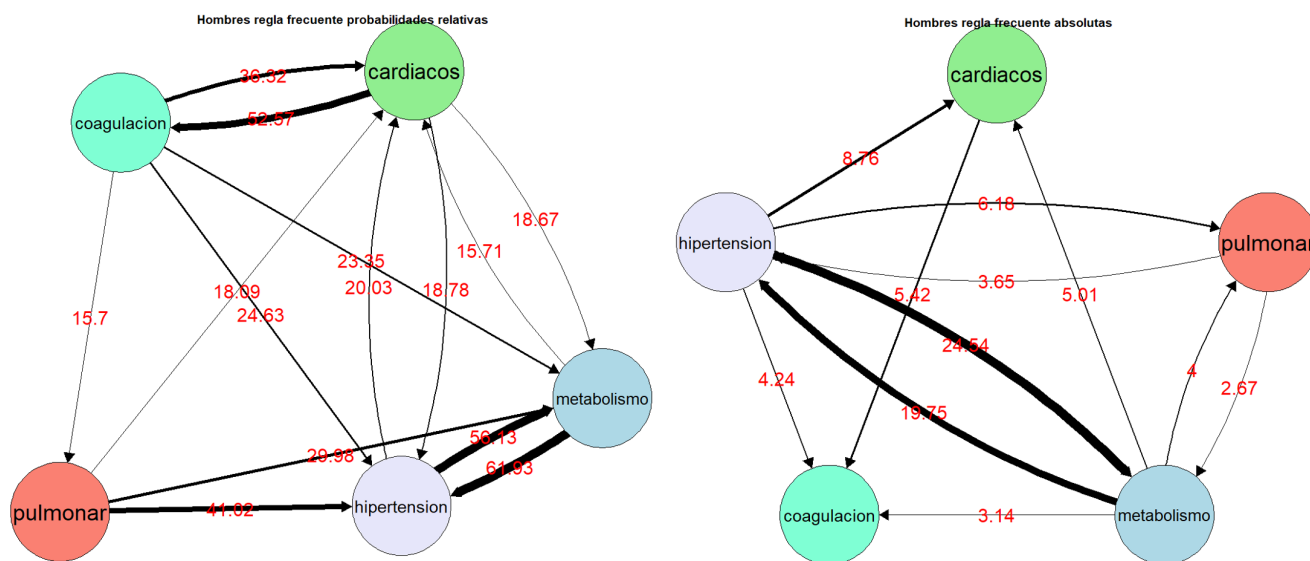 Hombres regla frecuente probabilidades relativas
36.32
cardiacos
coagulacion
52.57
18.67
15.71
23.35
18.09
20.03
18.78
15.7
24.63
metabolismo
56.13
29.98
61.93
pulmonar
41.02
hipertension
Hombres regla frecuente absolutas
cardiacos
8.76
6.18
hipertension
pulmonar
3.65
5.42
5.01
24.54
4.24
4
2.67
19.75
coagulacion
3.14
metabolismo